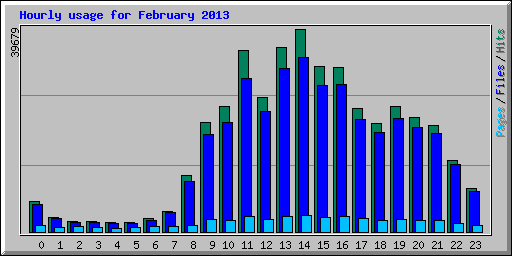 Hourly usage for February 2013
39679
Pages / Files / Hits
0 1 2 3 4 5 6 7 8 9 10 11 12 13 14 15 16 17 18 19 20 21 22 23